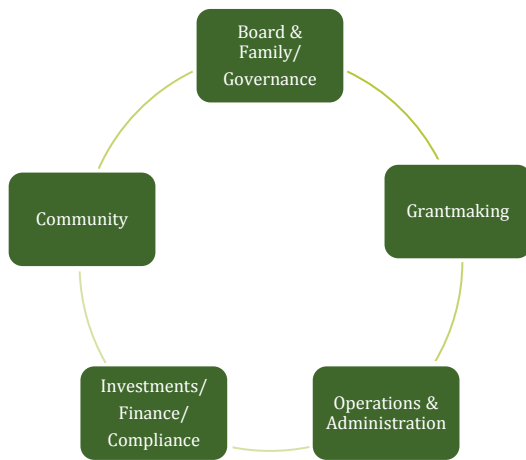 Board &
Family/
Governance
Grantmaking
Operations &
Administration
Investments/
Finance/
Compliance
Community